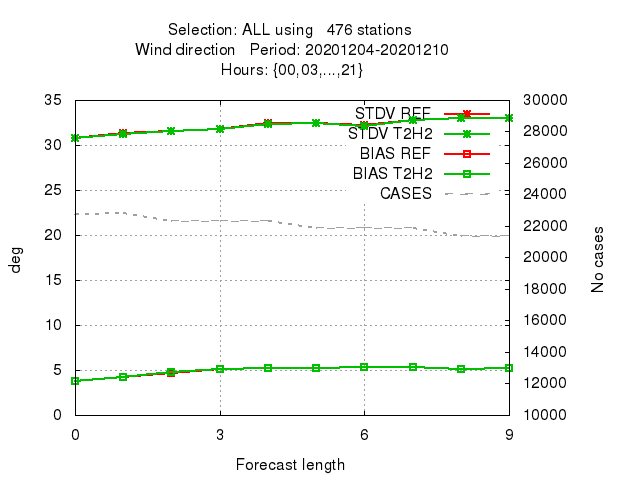 Selection: ALL using   476 stations
Wind direction   Period: 20201204-20201210
Hours: {00,03,...,21}
STDV REF
STDV T2H2
BIAS REF
BIAS T2H2
CASES
deg
35
30
25
20
15
10
5
0
30000
28000
26000
24000
22000
20000
18000
16000
14000
12000
10000
No cases
0 3 6 9
Forecast length